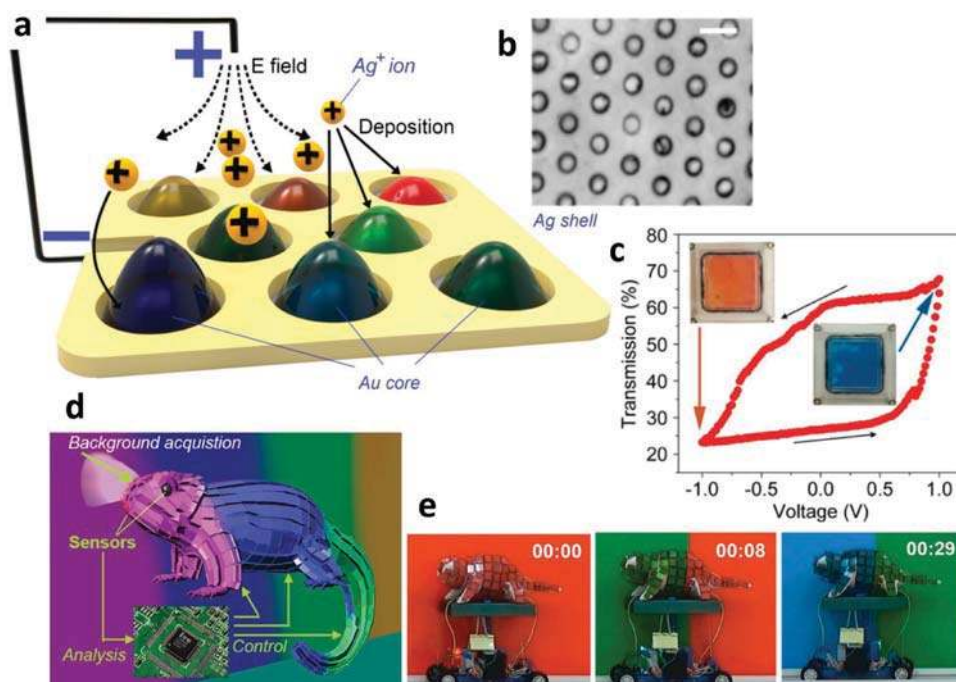 a
+
E field
Ag+ ion
Deposition
+
+
+
+
+
+
−
Au core
b
Ag shell
c
80
70
60
50
40
30
20
Transmission (%)
-1.0
-0.5
0.0
0.5
1.0
Voltage (V)
d
Background acquistion
Sensors
Analysis
Control
e
00:00
00:08
00:29